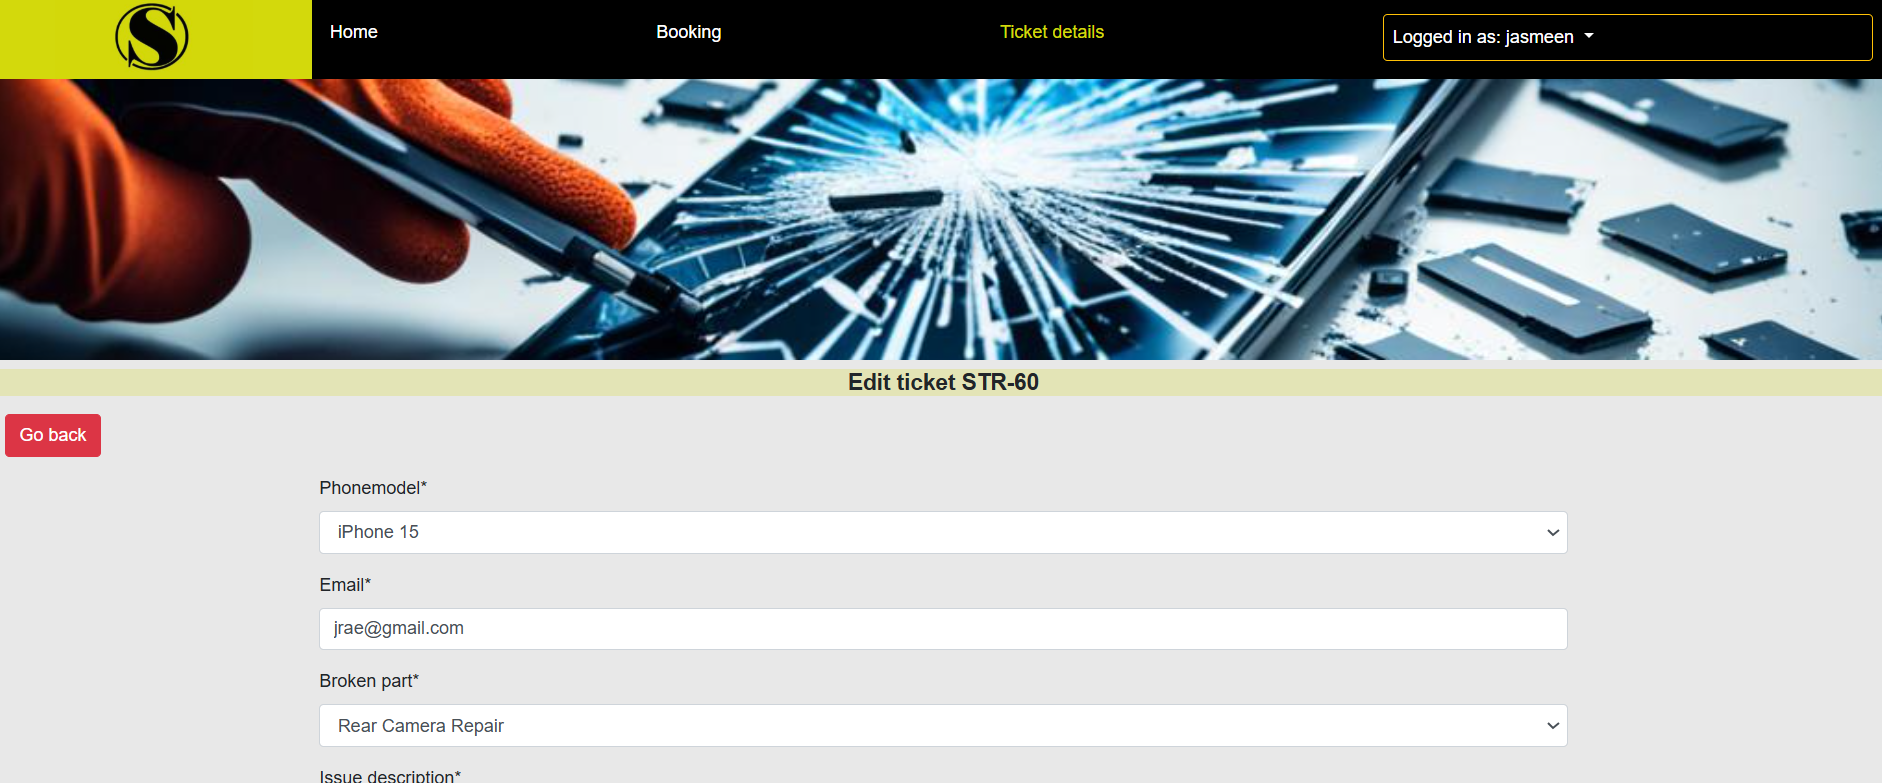 S
Home
Booking
Ticket details
Logged in as: jasmeen
Edit ticket STR-60
Go back
Phonemodel*
iPhone 15
Email*
jrae@gmail.com
Broken part*
Rear Camera Repair
Issue description*